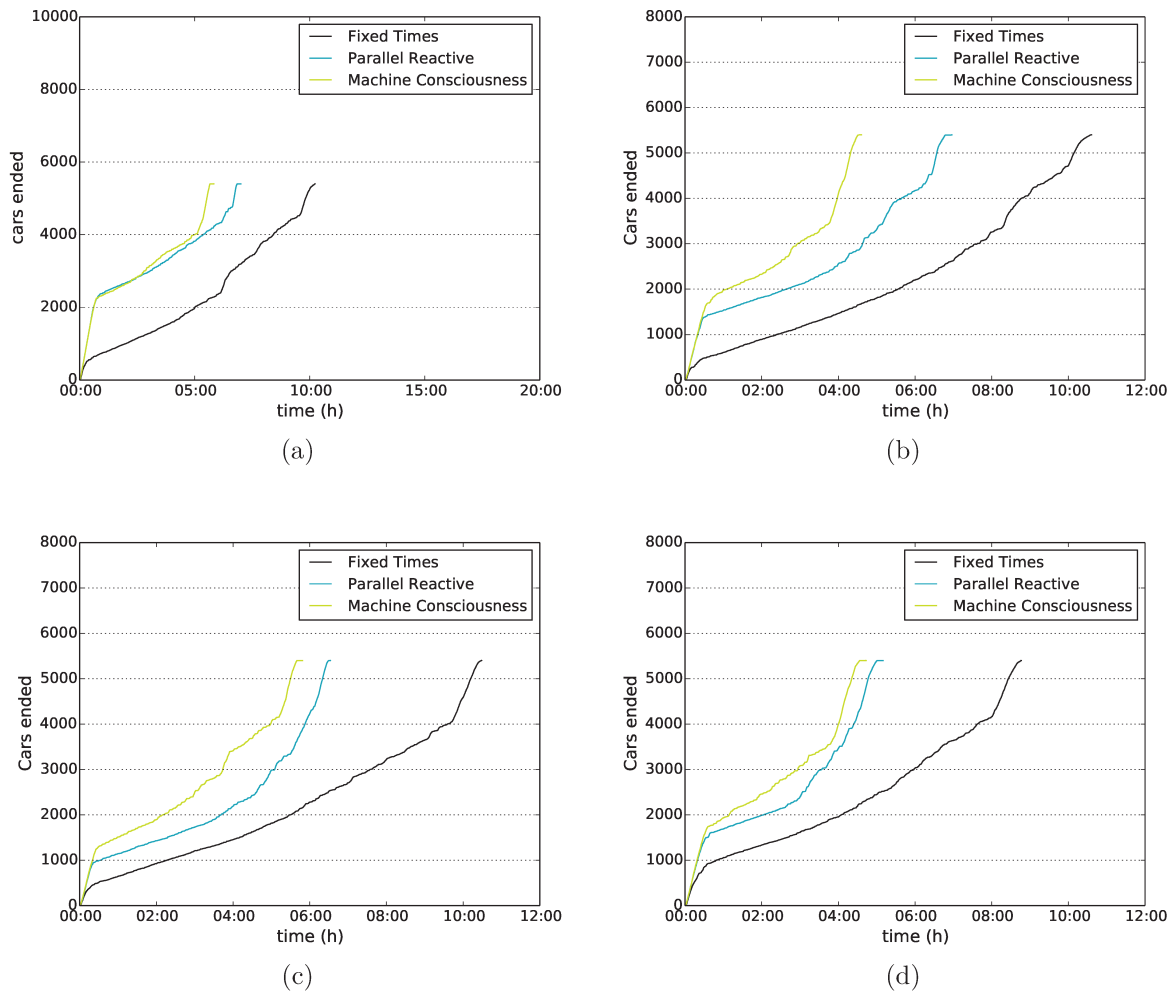 10000
8000
6000
4000
2000
0
cars ended
Fixed Times
Parallel Reactive
Machine Consciousness
00:00 05:00 10:00 15:00 20:00
time (h)
(a)
8000
7000
6000
5000
4000
3000
2000
1000
0
Cars ended
Fixed Times
Parallel Reactive
Machine Consciousness
00:00 02:00 04:00 06:00 08:00 10:00 12:00
time (h)
(b)
8000
7000
6000
5000
4000
3000
2000
1000
0
Cars ended
Fixed Times
Parallel Reactive
Machine Consciousness
00:00 02:00 04:00 06:00 08:00 10:00 12:00
time (h)
(c)
8000
7000
6000
5000
4000
3000
2000
1000
0
Cars ended
Fixed Times
Parallel Reactive
Machine Consciousness
00:00 02:00 04:00 06:00 08:00 10:00 12:00
time (h)
(d)